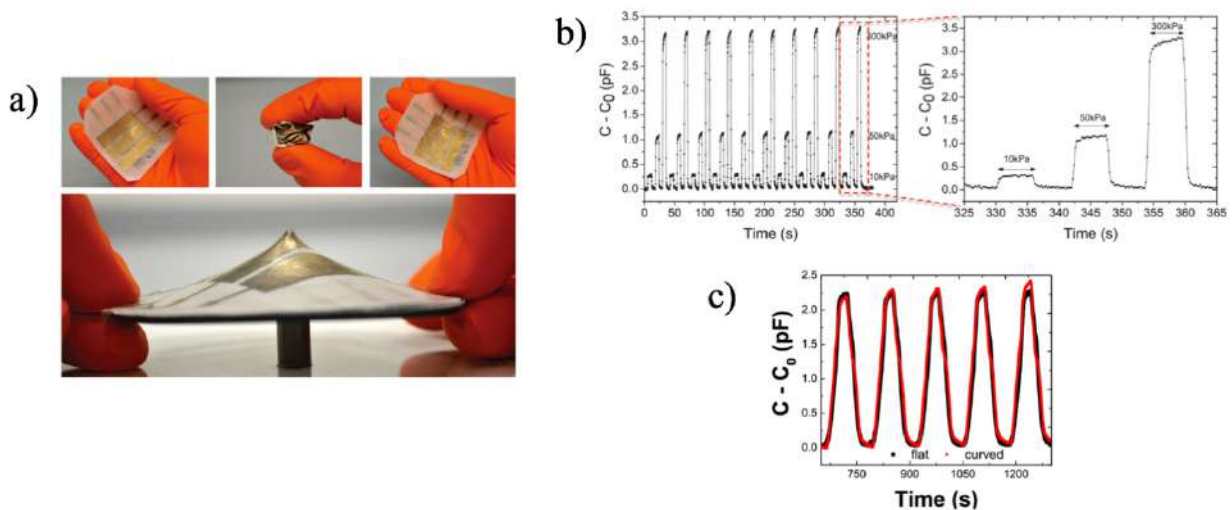 a)
b)
C - C₀ (pF)
3.5
3.0
2.5
2.0
1.5
1.0
0.5
0.0
300kPa
50kPa
10kPa
0 50 100 150 200 250 300 350 400
Time (s)
C - C₀ (pF)
3.5
3.0
2.5
2.0
1.5
1.0
0.5
0.0
300kPa
50kPa
10kPa
325 330 335 340 345 350 355 360 365
Time (s)
c)
C - C₀ (pF)
2.5
2.0
1.5
1.0
0.5
0.0
flat curved
750 900 1050 1200
Time (s)